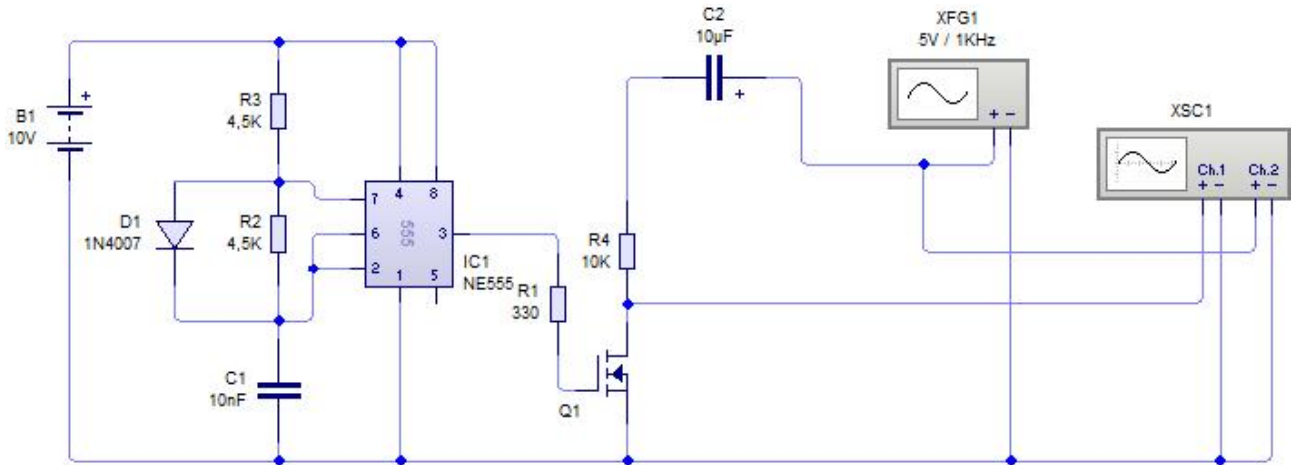 C2
10µF
XFG1
5V / 1KHz
+
+ −
XSC1
Ch.1 Ch.2
+ − + −
B1
10V
+
R3
4,5K
D1
1N4007
R2
4,5K
7
6
2
4
8
555
3
1
5
IC1
NE555
R1
330
R4
10K
C1
10nF
Q1